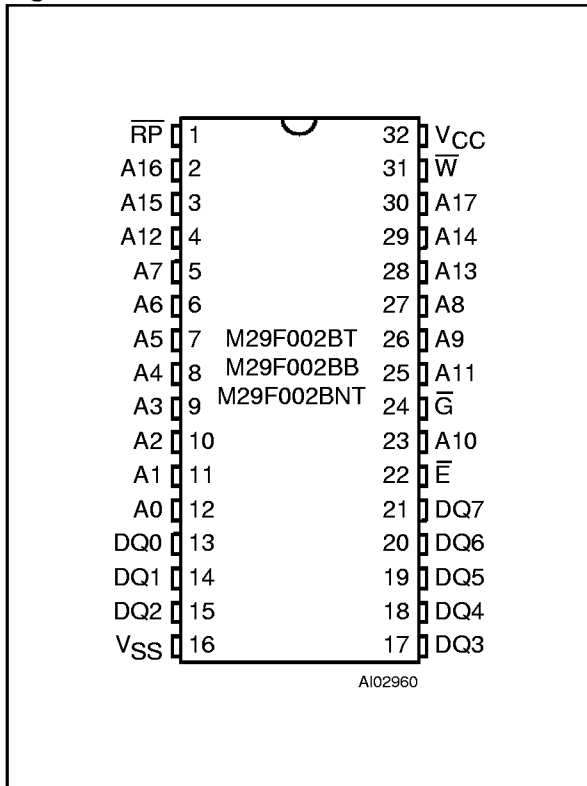 R̅P̅ 1 32 VCC
A16 2 31 W̅
A15 3 30 A17
A12 4 29 A14
A7 5 28 A13
A6 6 27 A8
A5 7 M29F002BT 26 A9
A4 8 M29F002BB 25 A11
A3 9 M29F002BNT 24 G̅
A2 10 23 A10
A1 11 22 E̅
A0 12 21 DQ7
DQ0 13 20 DQ6
DQ1 14 19 DQ5
DQ2 15 18 DQ4
VSS 16 17 DQ3
AI02960